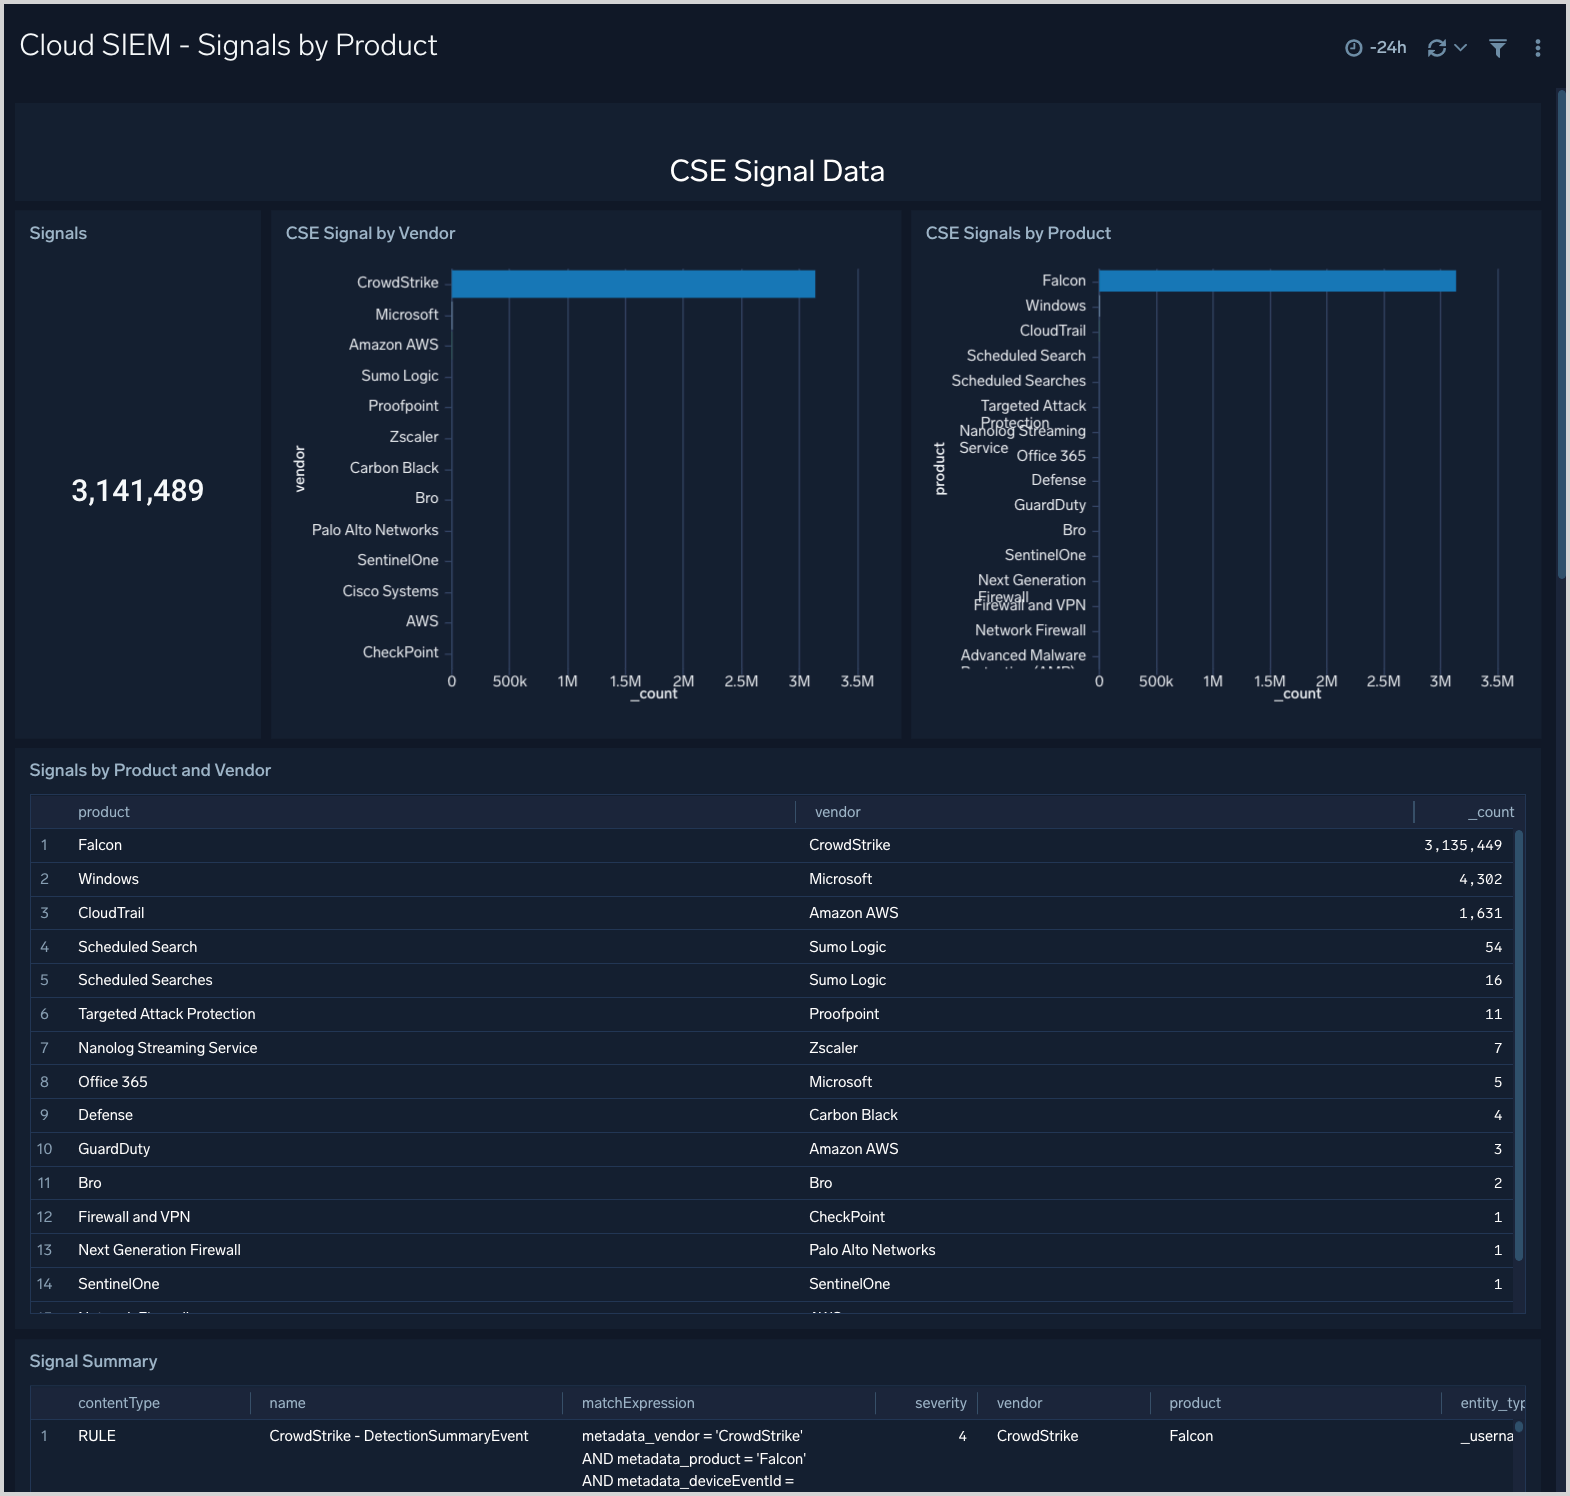 Cloud SIEM - Signals by Product
-24h
CSE Signal Data
Signals
3,141,489
CSE Signal by Vendor
vendor
CrowdStrike
Microsoft
Amazon AWS
Sumo Logic
Proofpoint
Zscaler
Carbon Black
Bro
Palo Alto Networks
SentinelOne
Cisco Systems
AWS
CheckPoint
0 500k 1M 1.5M 2M 2.5M 3M 3.5M
_count
CSE Signals by Product
product
Falcon
Windows
CloudTrail
Scheduled Search
Scheduled Searches
Targeted Attack
Protection
Nanolog Streaming
Service
Office 365
Defense
GuardDuty
Bro
SentinelOne
Next Generation
Firewall
Firewall and VPN
Network Firewall
Advanced Malware
Protection (AMP)
0 500k 1M 1.5M 2M 2.5M 3M 3.5M
_count
Signals by Product and Vendor
product vendor _count
1 Falcon CrowdStrike 3,135,449
2 Windows Microsoft 4,302
3 CloudTrail Amazon AWS 1,631
4 Scheduled Search Sumo Logic 54
5 Scheduled Searches Sumo Logic 16
6 Targeted Attack Protection Proofpoint 11
7 Nanolog Streaming Service Zscaler 7
8 Office 365 Microsoft 5
9 Defense Carbon Black 4
10 GuardDuty Amazon AWS 3
11 Bro Bro 2
12 Firewall and VPN CheckPoint 1
13 Next Generation Firewall Palo Alto Networks 1
14 SentinelOne SentinelOne 1
Signal Summary
contentType name matchExpression severity vendor product entity_typ
1 RULE CrowdStrike - DetectionSummaryEvent metadata_vendor = 'CrowdStrike' 4 CrowdStrike Falcon _userna
AND metadata_product = 'Falcon'
AND metadata_deviceEventId =